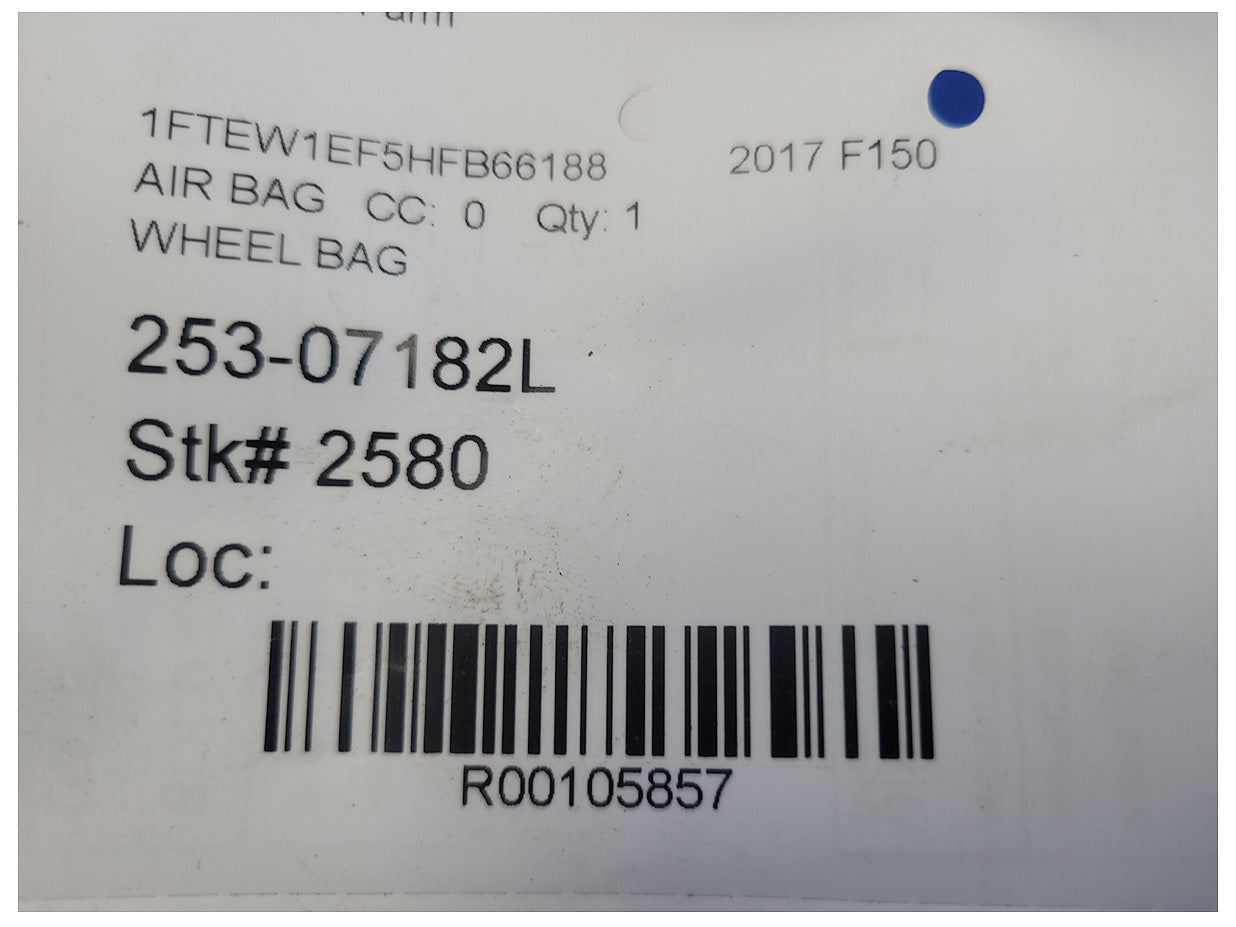 1FTEW1EF5HFB66188 2017 F150
AIR BAG CC: 0 Qty: 1
WHEEL BAG
253-07182L
Stk# 2580
Loc:
R00105857